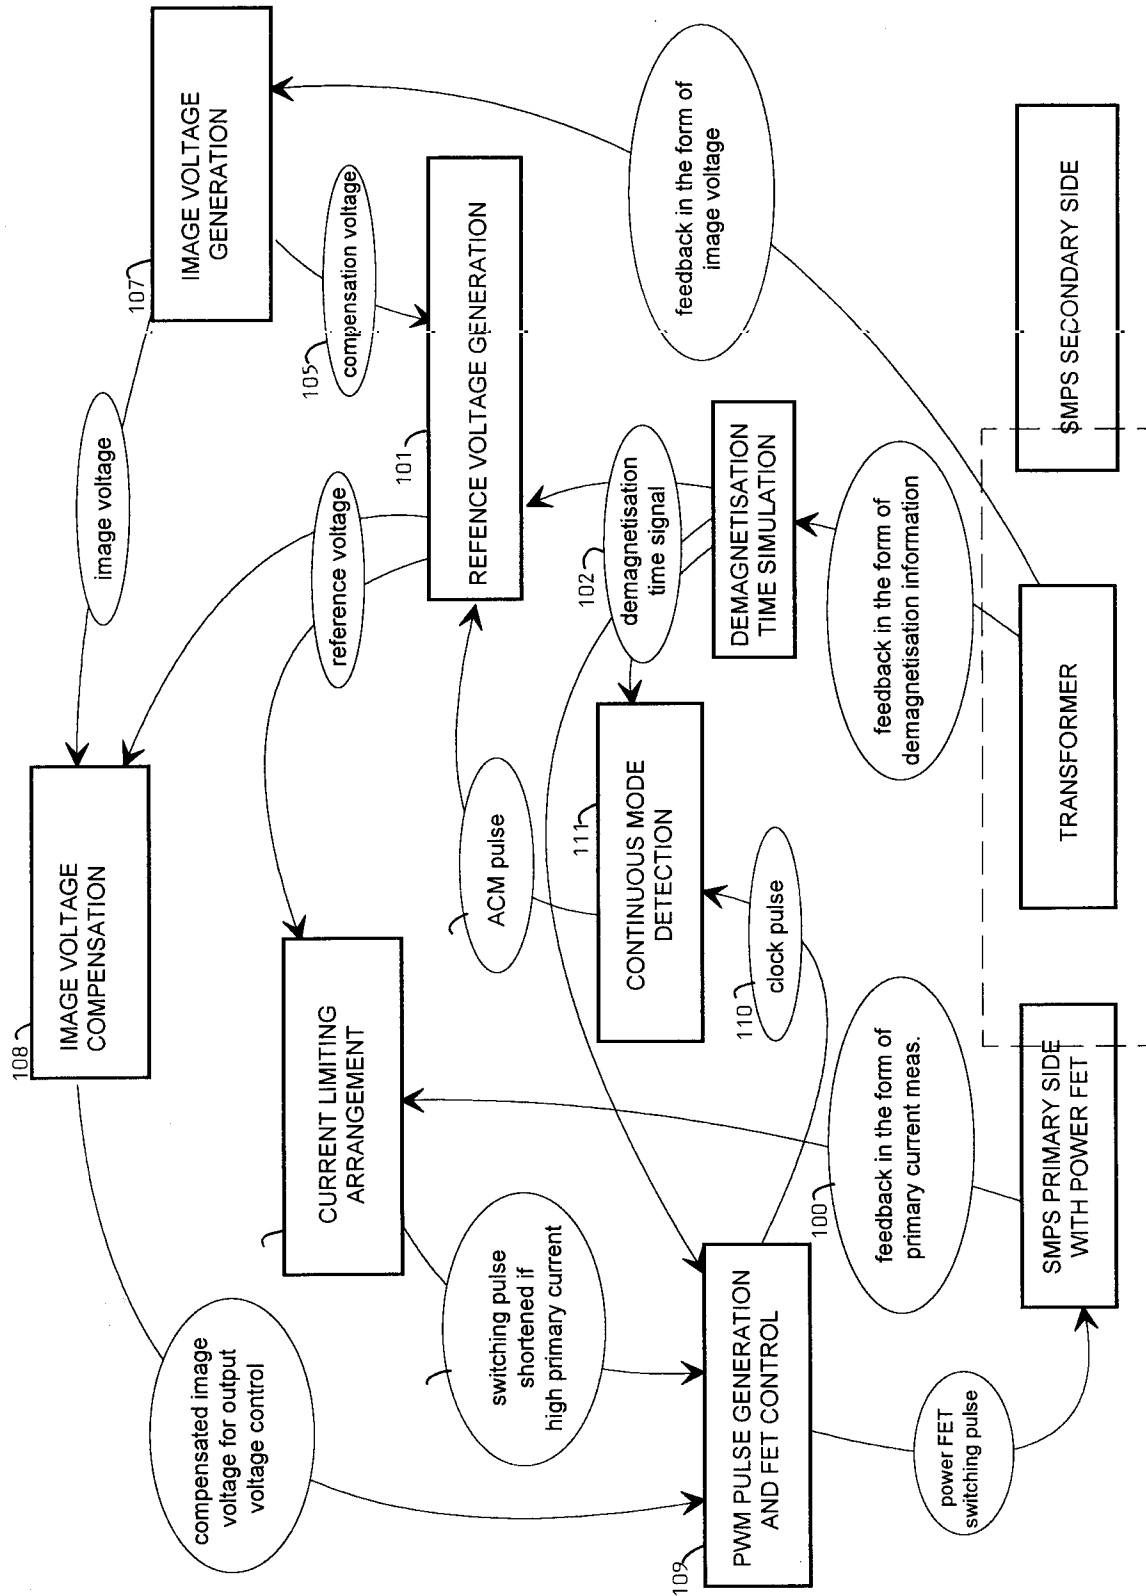 108
IMAGE VOLTAGE
COMPENSATION
image voltage
107
IMAGE VOLTAGE
GENERATION
compensated image
voltage for output
voltage control
CURRENT LIMITING
ARRANGEMENT
reference voltage
105
compensation voltage
switching pulse
shortened if
high primary current
ACM pulse
101
REFENCE VOLTAGE GENERATION
111
CONTINUOUS MODE
DETECTION
102
demagnetisation
time signal
109
PWM PULSE GENERATION
AND FET CONTROL
110
clock pulse
DEMAGNETISATION
TIME SIMULATION
feedback in the form of
image voltage
100
feedback in the form of
primary current meas.
feedback in the form of
demagnetisation information
power FET
switching pulse
SMPS PRIMARY SIDE
WITH POWER FET
TRANSFORMER
SMPS SECONDARY SIDE